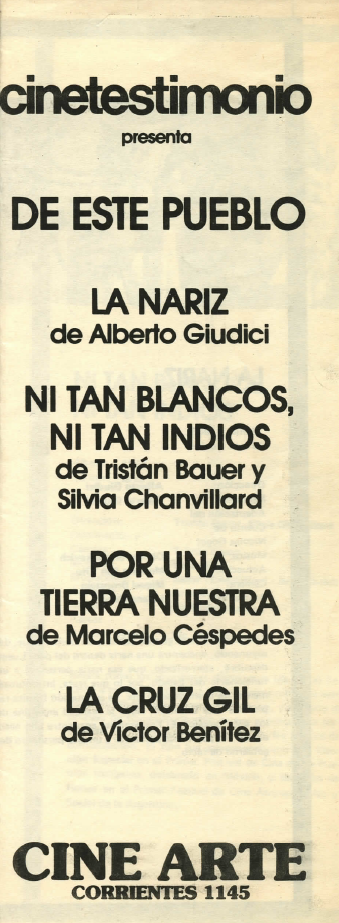 cinetestimonio
presenta
DE ESTE PUEBLO
LA NARIZ
de Alberto Giudici
NI TAN BLANCOS,
NI TAN INDIOS
de Tristán Bauer y
Silvia Chanvillard
POR UNA
TIERRA NUESTRA
de Marcelo Céspedes
LA CRUZ GIL
de Víctor Benítez
CINE ARTE
CORRIENTES 1145